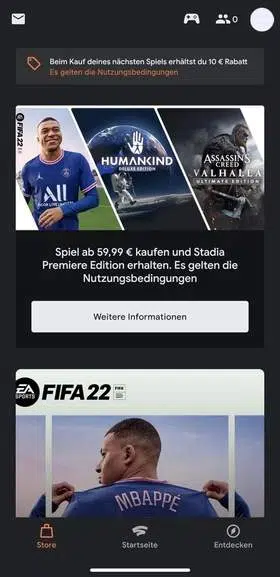 0
Beim Kauf deines nächsten Spiels erhältst du 10 € Rabatt
Es gelten die Nutzungsbedingungen
FIFA 22
HUMANKIND
DELUXE EDITION
ASSASSIN'S
CREED
VALHALLA
ULTIMATE EDITION
Spiel ab 59,99 € kaufen und Stadia
Premiere Edition erhalten. Es gelten die
Nutzungsbedingungen
Weitere Informationen
EA
SPORTS
FIFA 22
FIFA
MBAPPÉ
Store
Startseite
Entdecken